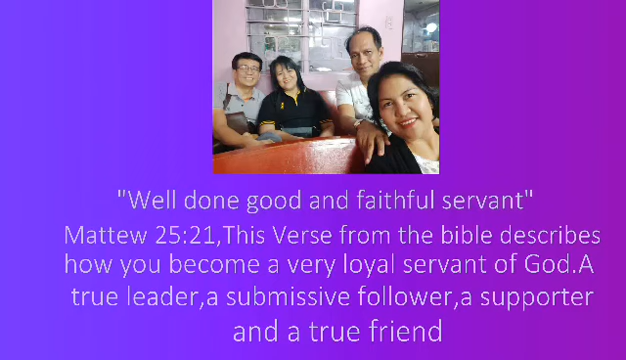 "Well done good and faithful servant"
Mattew 25:21,This Verse from the bible describes
how you become a very loyal servant of God.A
true leader,a submissive follower,a supporter
and a true friend